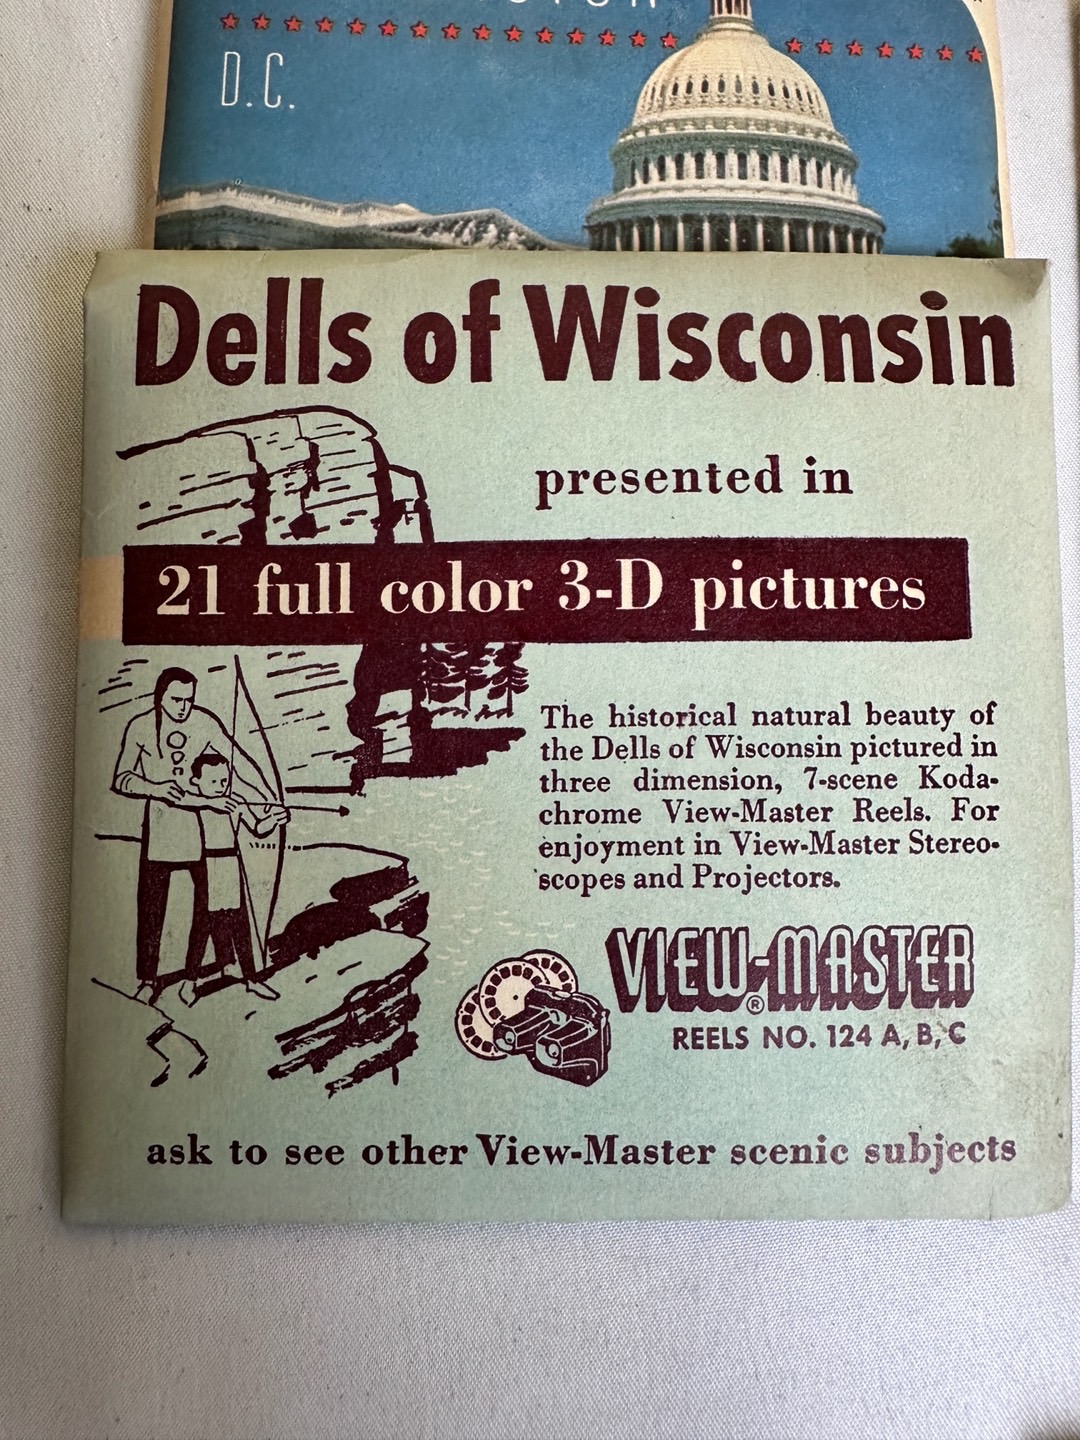 D.C.
Dells of Wisconsin
presented in
21 full color 3-D pictures
The historical natural beauty of
the Dells of Wisconsin pictured in
three dimension, 7-scene Koda-
chrome View-Master Reels. For
enjoyment in View-Master Stereo-
scopes and Projectors.
VIEW-MASTER
®
REELS NO. 124 A, B, C
ask to see other View-Master scenic subjects